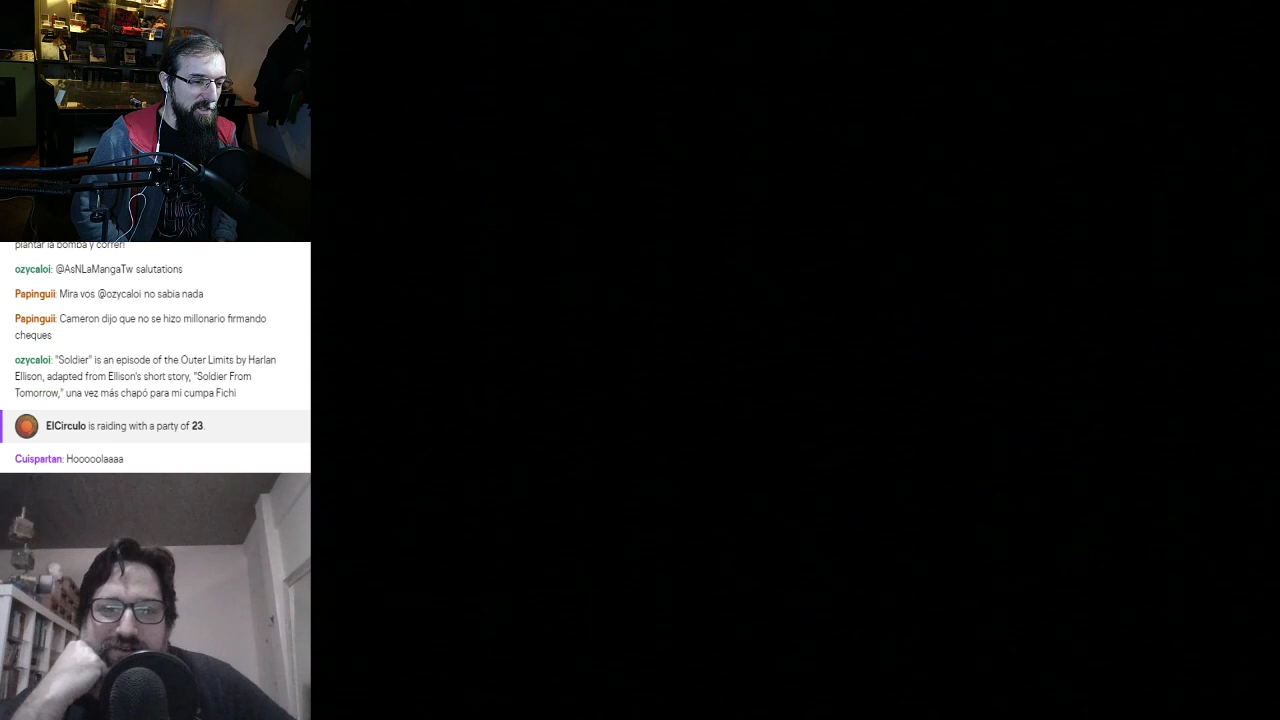 plantar la bomba y correr!
ozycaloi: @AsNLaMangaTw salutations
Papinguii: Mira vos @ozycaloi no sabia nada
Papinguii: Cameron dijo que no se hizo millonario firmando
cheques
ozycaloi: "Soldier" is an episode of the Outer Limits by Harlan
Ellison, adapted from Ellison's short story, "Soldier From
Tomorrow," una vez más chapó para mi cumpa Fichi
ElCirculo is raiding with a party of 23.
Cuispartan: Hooooolaaaa